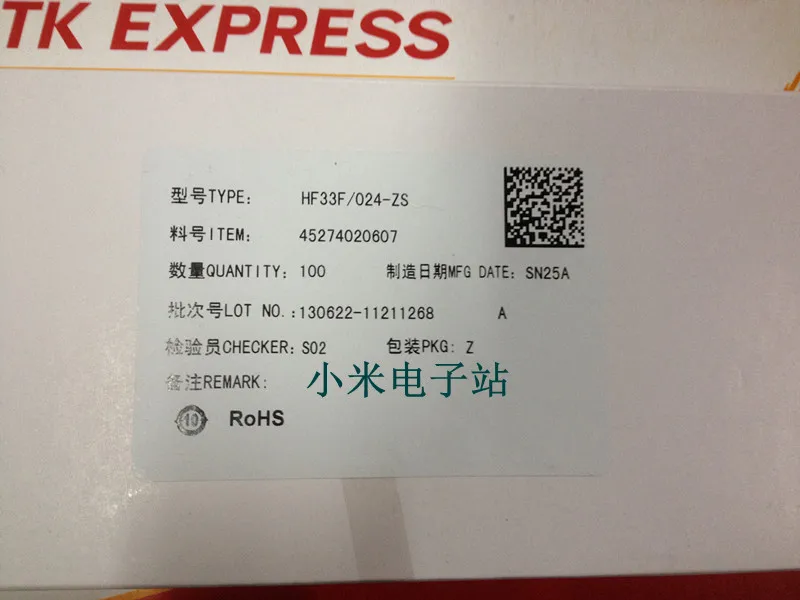 TK EXPRESS
型号TYPE: HF33F/024-ZS
料号ITEM: 45274020607
数量QUANTITY: 100 制造日期MFG DATE: SN25A
批次号LOT NO.:130622-11211268 A
检验员CHECKER: S02 包装PKG: Z
备注REMARK: 小米电子站
10 RoHS